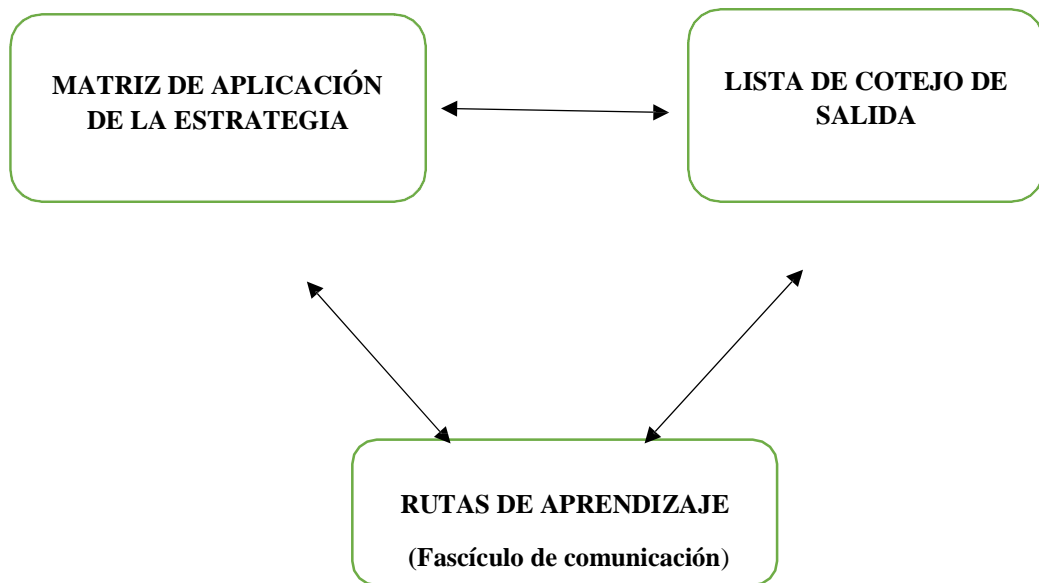 MATRIZ DE APLICACIÓN
DE LA ESTRATEGIA
LISTA DE COTEJO DE
SALIDA
RUTAS DE APRENDIZAJE
(Fascículo de comunicación)